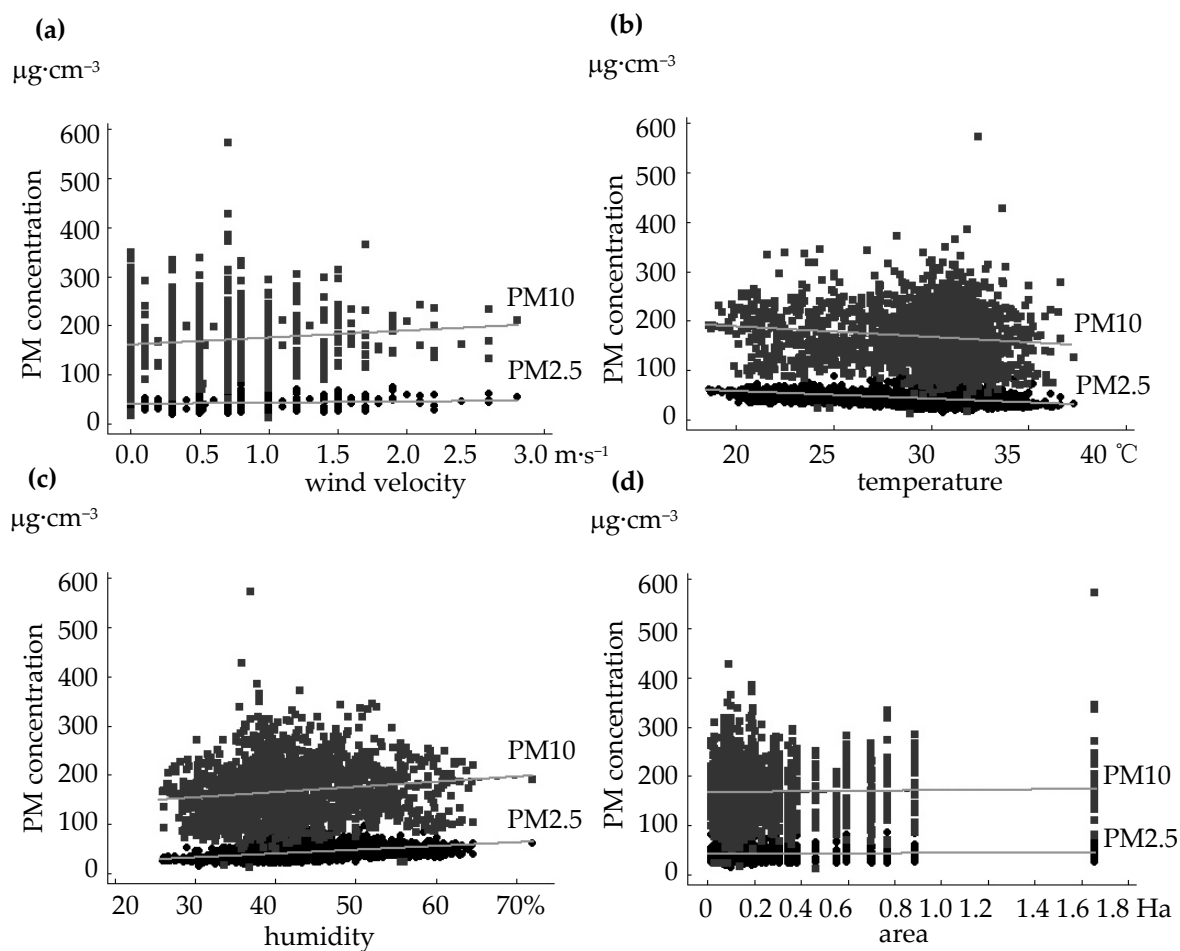 (a)
μg·cm⁻³
PM concentration
600
500
400
300
200
100
0
PM10
PM2.5
0.0 0.5 1.0 1.5 2.0 2.5 3.0 m·s⁻¹
wind velocity
(b)
μg·cm⁻³
PM concentration
600
500
400
300
200
100
0
PM10
PM2.5
20 25 30 35 40 ℃
temperature
(c)
μg·cm⁻³
PM concentration
600
500
400
300
200
100
0
PM10
PM2.5
20 30 40 50 60 70%
humidity
(d)
μg·cm⁻³
PM concentration
600
500
400
300
200
100
0
PM10
PM2.5
0 0.2 0.4 0.6 0.8 1.0 1.2 1.4 1.6 1.8 Ha
area